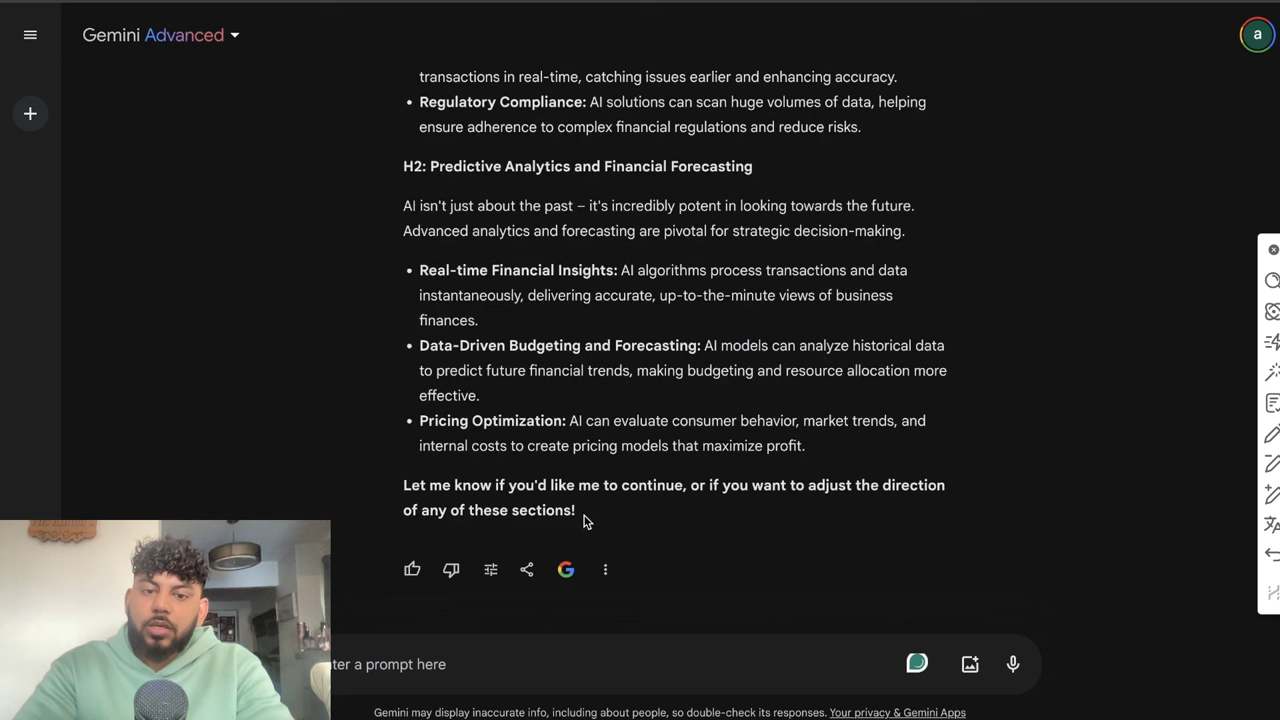 Gemini Advanced
a
transactions in real-time, catching issues earlier and enhancing accuracy.
• Regulatory Compliance: AI solutions can scan huge volumes of data, helping
ensure adherence to complex financial regulations and reduce risks.
H2: Predictive Analytics and Financial Forecasting
AI isn't just about the past – it's incredibly potent in looking towards the future.
Advanced analytics and forecasting are pivotal for strategic decision-making.
• Real-time Financial Insights: AI algorithms process transactions and data
instantaneously, delivering accurate, up-to-the-minute views of business
finances.
• Data-Driven Budgeting and Forecasting: AI models can analyze historical data
to predict future financial trends, making budgeting and resource allocation more
effective.
• Pricing Optimization: AI can evaluate consumer behavior, market trends, and
internal costs to create pricing models that maximize profit.
Let me know if you'd like me to continue, or if you want to adjust the direction
of any of these sections!
ter a prompt here
Gemini may display inaccurate info, including about people, so double-check its responses. Your privacy & Gemini Apps